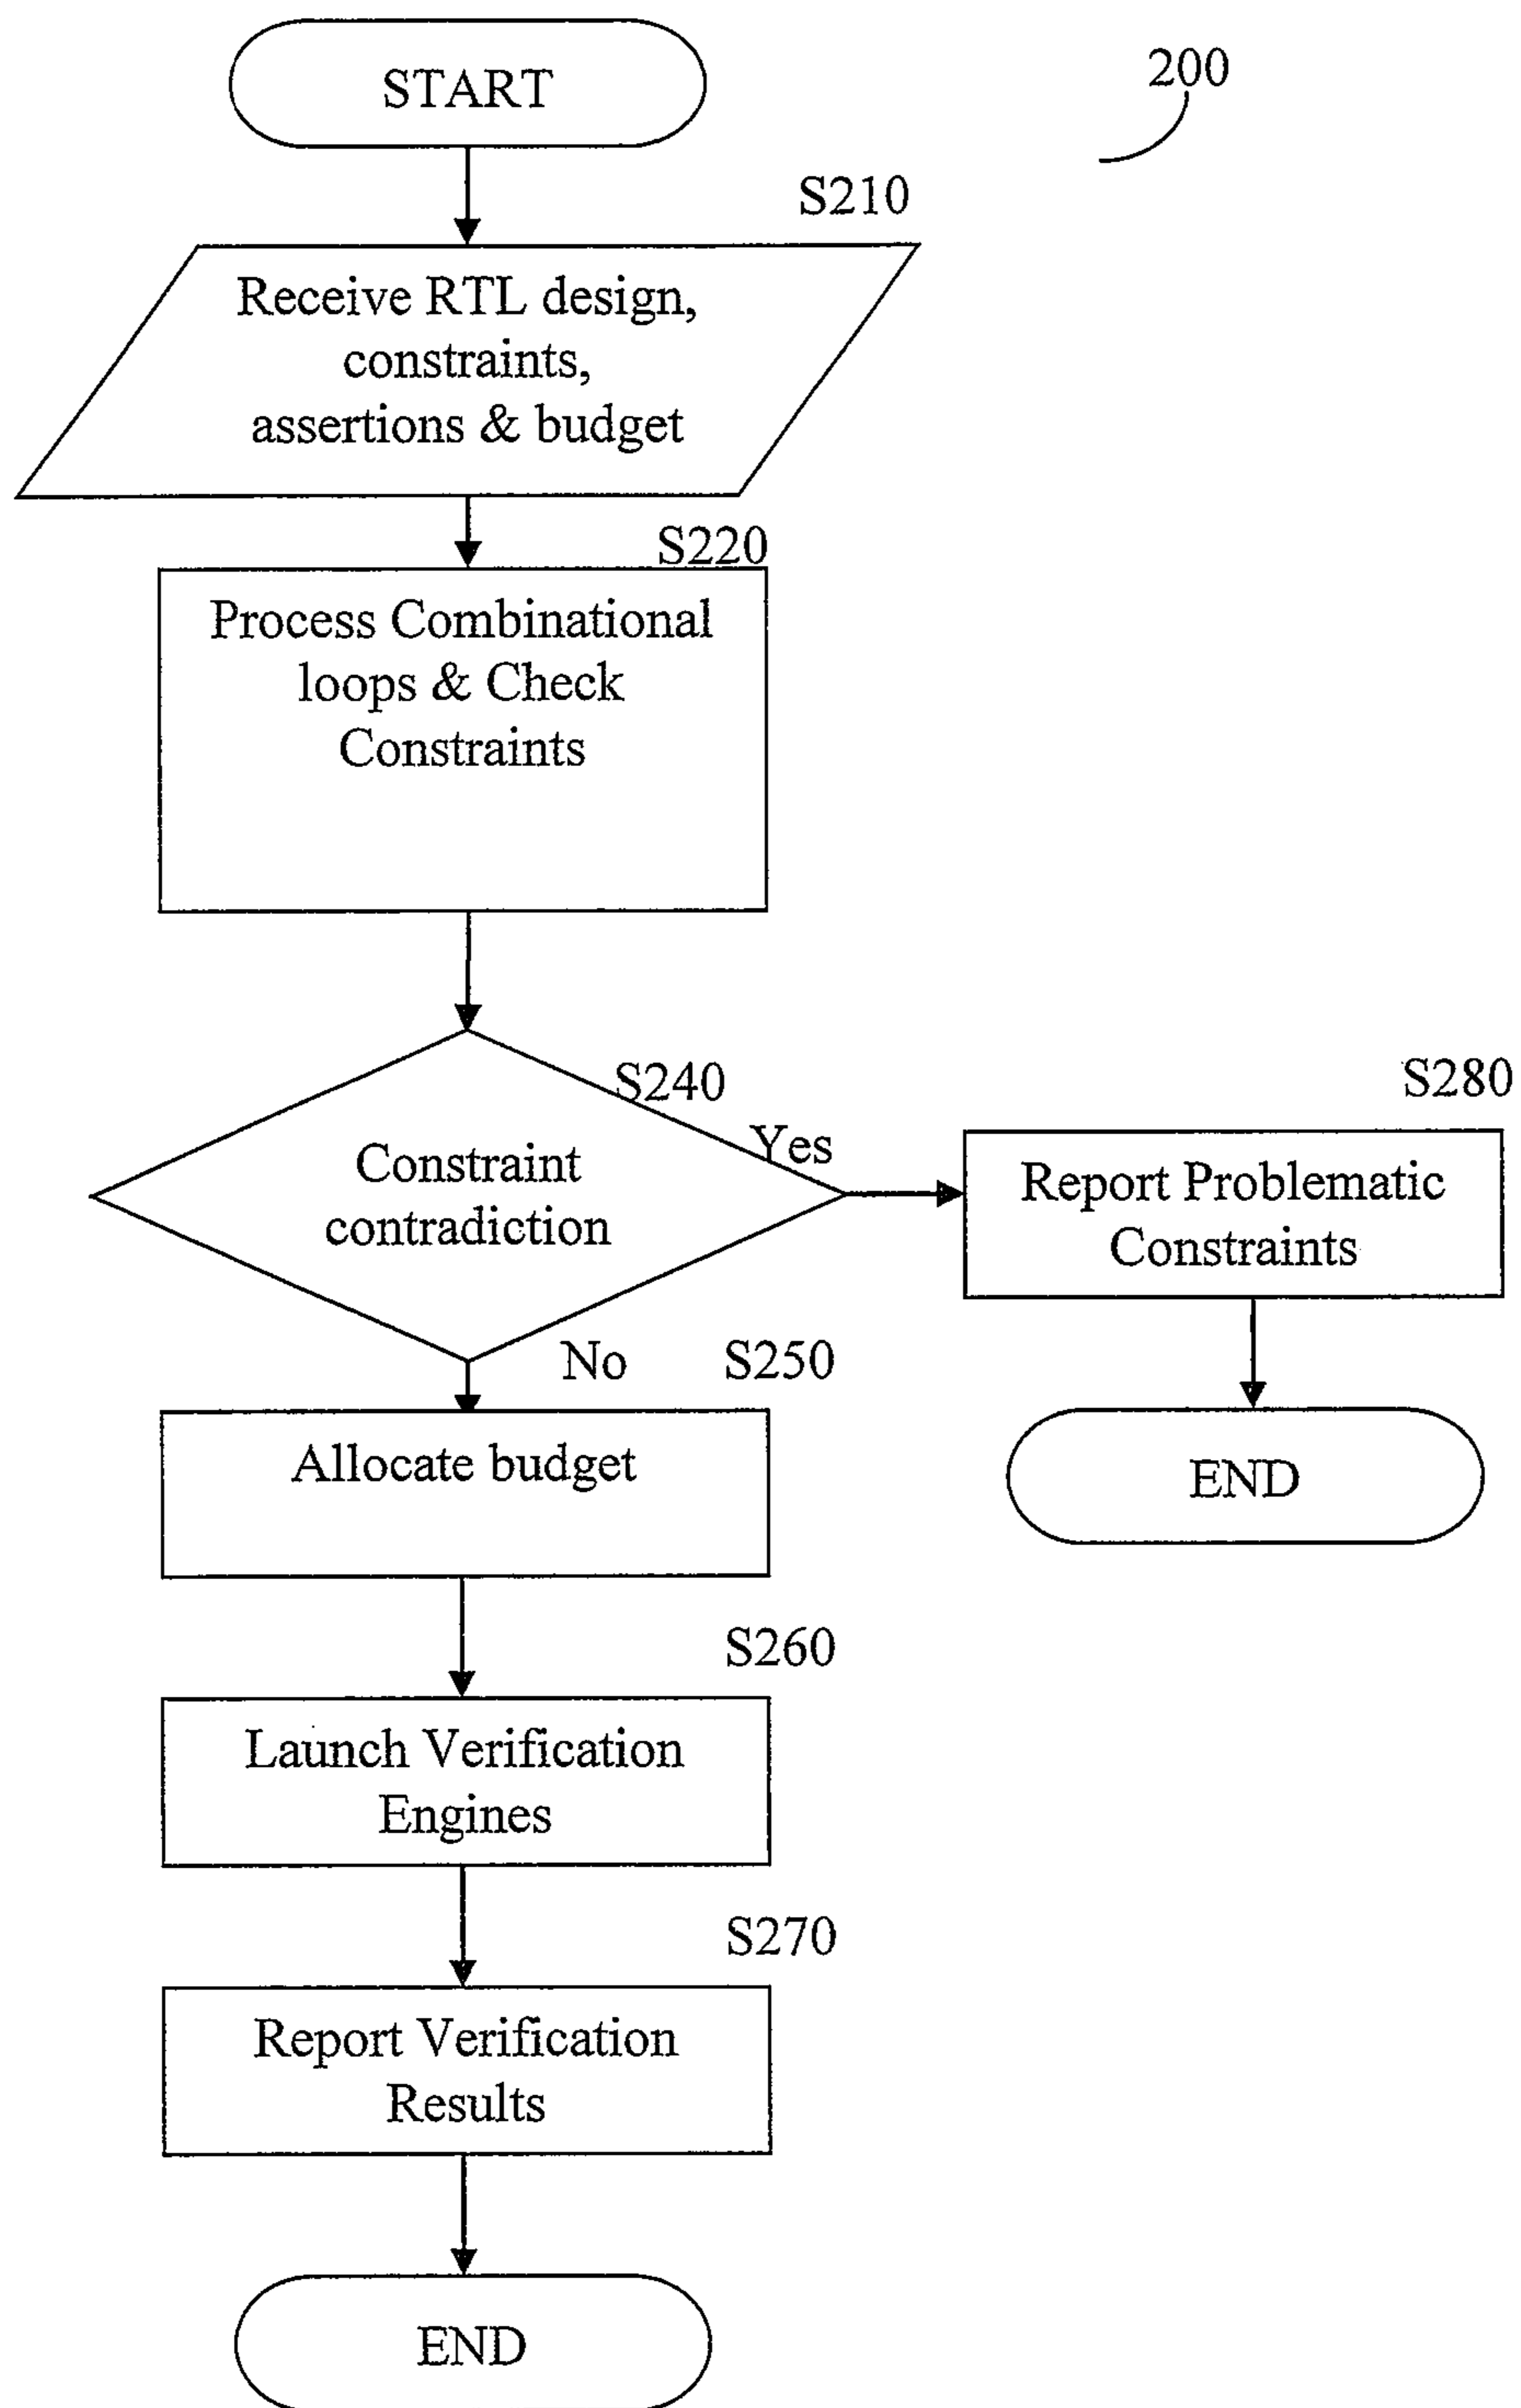 START
200
S210
Receive RTL design,
constraints,
assertions & budget
S220
Process Combinational
loops & Check
Constraints
S240
Constraint
contradiction
Yes
S280
Report Problematic
Constraints
END
No
S250
Allocate budget
S260
Launch Verification
Engines
S270
Report Verification
Results
END